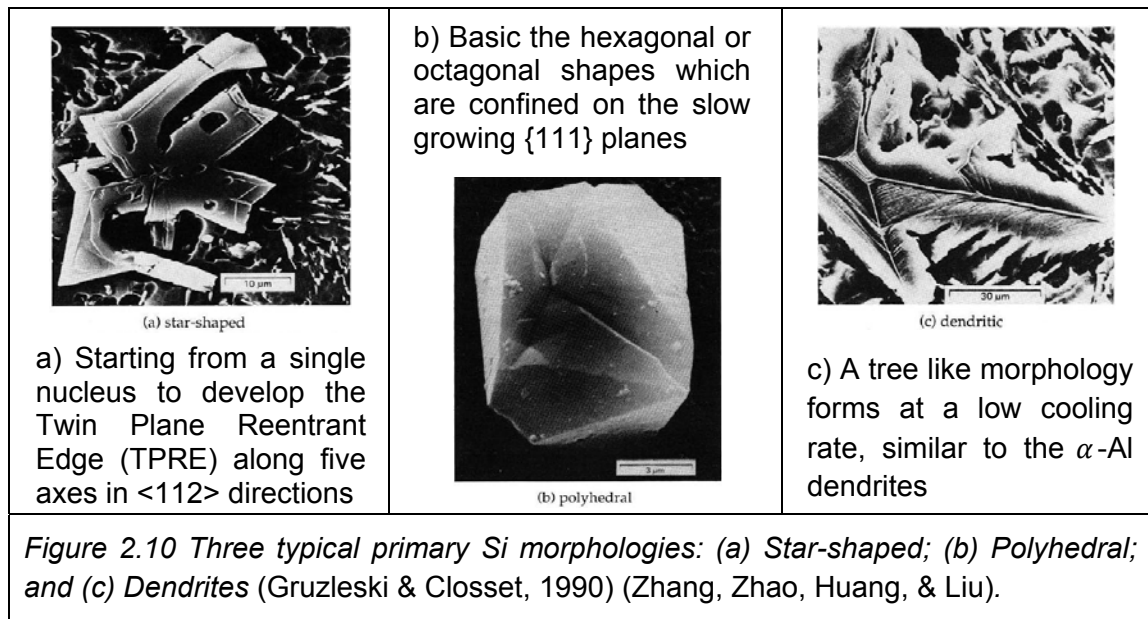 10 μm
(a) star-shaped
a) Starting from a single
nucleus to develop the
Twin Plane Reentrant
Edge (TPRE) along five
axes in <112> directions
b) Basic the hexagonal or
octagonal shapes which
are confined on the slow
growing {111} planes
3 μm
(b) polyhedral
30 μm
(c) dendritic
c) A tree like morphology
forms at a low cooling
rate, similar to the α-Al
dendrites
Figure 2.10 Three typical primary Si morphologies: (a) Star-shaped; (b) Polyhedral;
and (c) Dendrites (Gruzleski & Closset, 1990) (Zhang, Zhao, Huang, & Liu).